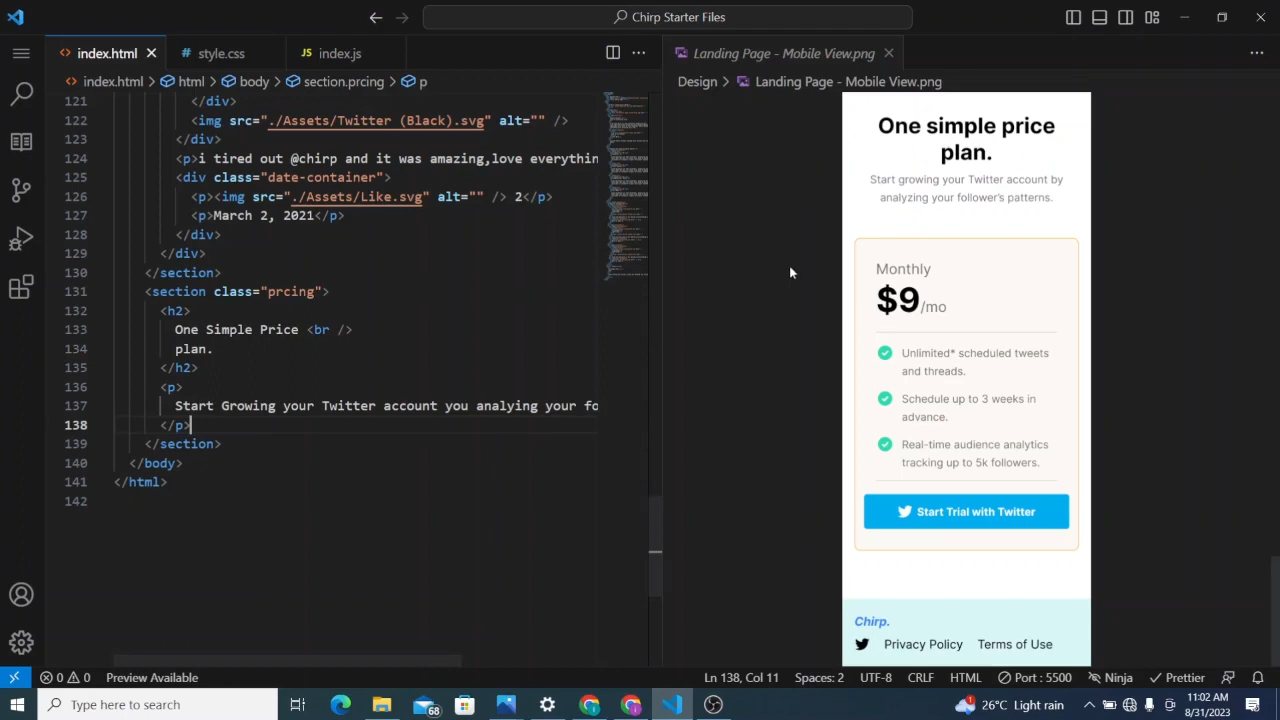 Chirp Starter Files
index.html
style.css
JS index.js
Landing Page - Mobile View.png
index.html > html > body > section.prcing > p
Design > Landing Page - Mobile View.png
121 </div>
122 <img src="./Assets/Twitter (Black).svg" alt="" />
123 </div>
124 <p>I tired out @chirp and it was amazing,love everythin
125 <div class="date-container">
126 <p><img src="./Assets/Like.svg" alt="" /> 2</p>
127 <p>March 2, 2021</p>
128 </div>
129 </div>
130 </section>
131 <section class="prcing">
132 <h2>
133 One Simple Price <br />
134 plan.
135 </h2>
136 <p>
137 Start Growing your Twitter account you analying your fo
138 </p>
139 </section>
140 </body>
141 </html>
142
One simple price
plan.
Start growing your Twitter account by
analyzing your follower's patterns.
Monthly
$9/mo
Unlimited* scheduled tweets
and threads.
Schedule up to 3 weeks in
advance.
Real-time audience analytics
tracking up to 5k followers.
Start Trial with Twitter
Chirp.
Privacy Policy Terms of Use
0 0 Preview Available
Ln 138, Col 11 Spaces: 2 UTF-8 CRLF HTML Port : 5500 Ninja Prettier
Type here to search
68
1
26°C Light rain
11:02 AM
8/31/2023